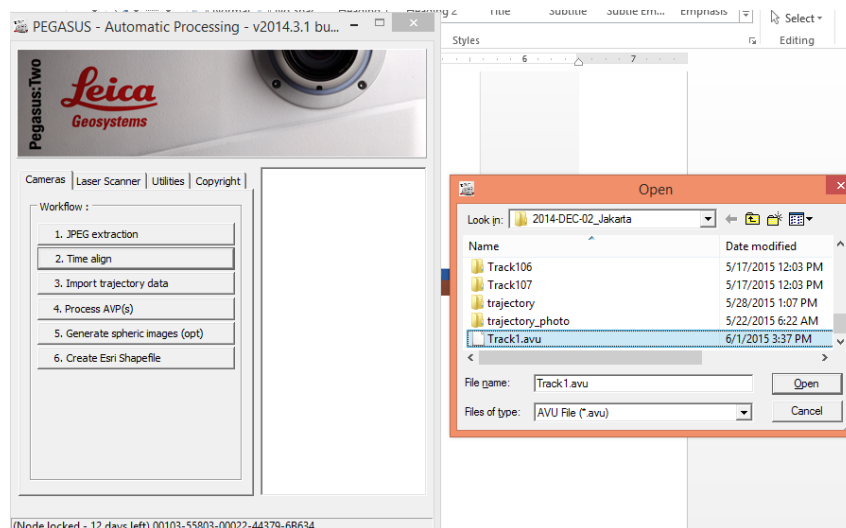 PEGASUS - Automatic Processing - v2014.3.1 bu...
Pegasus:Two
Leica
Geosystems
Cameras Laser Scanner Utilities Copyright
Workflow :
1. JPEG extraction
2. Time align
3. Import trajectory data
4. Process AVP(s)
5. Generate spheric images (opt)
6. Create Esri Shapefile
(Node locked - 12 days left) 00103-55803-00022-44379-6B634
Title Subtitle Subtle Em... Emphasis
Select
Styles Editing
6 7
Open
Look in: 2014-DEC-02_Jakarta
Name Date modified
Track106 5/17/2015 12:03 PM
Track107 5/17/2015 12:03 PM
trajectory 5/28/2015 1:07 PM
trajectory_photo 5/22/2015 6:22 AM
Track1.avu 6/1/2015 3:37 PM
File name: Track1.avu Open
Files of type: AVU File (*.avu) Cancel